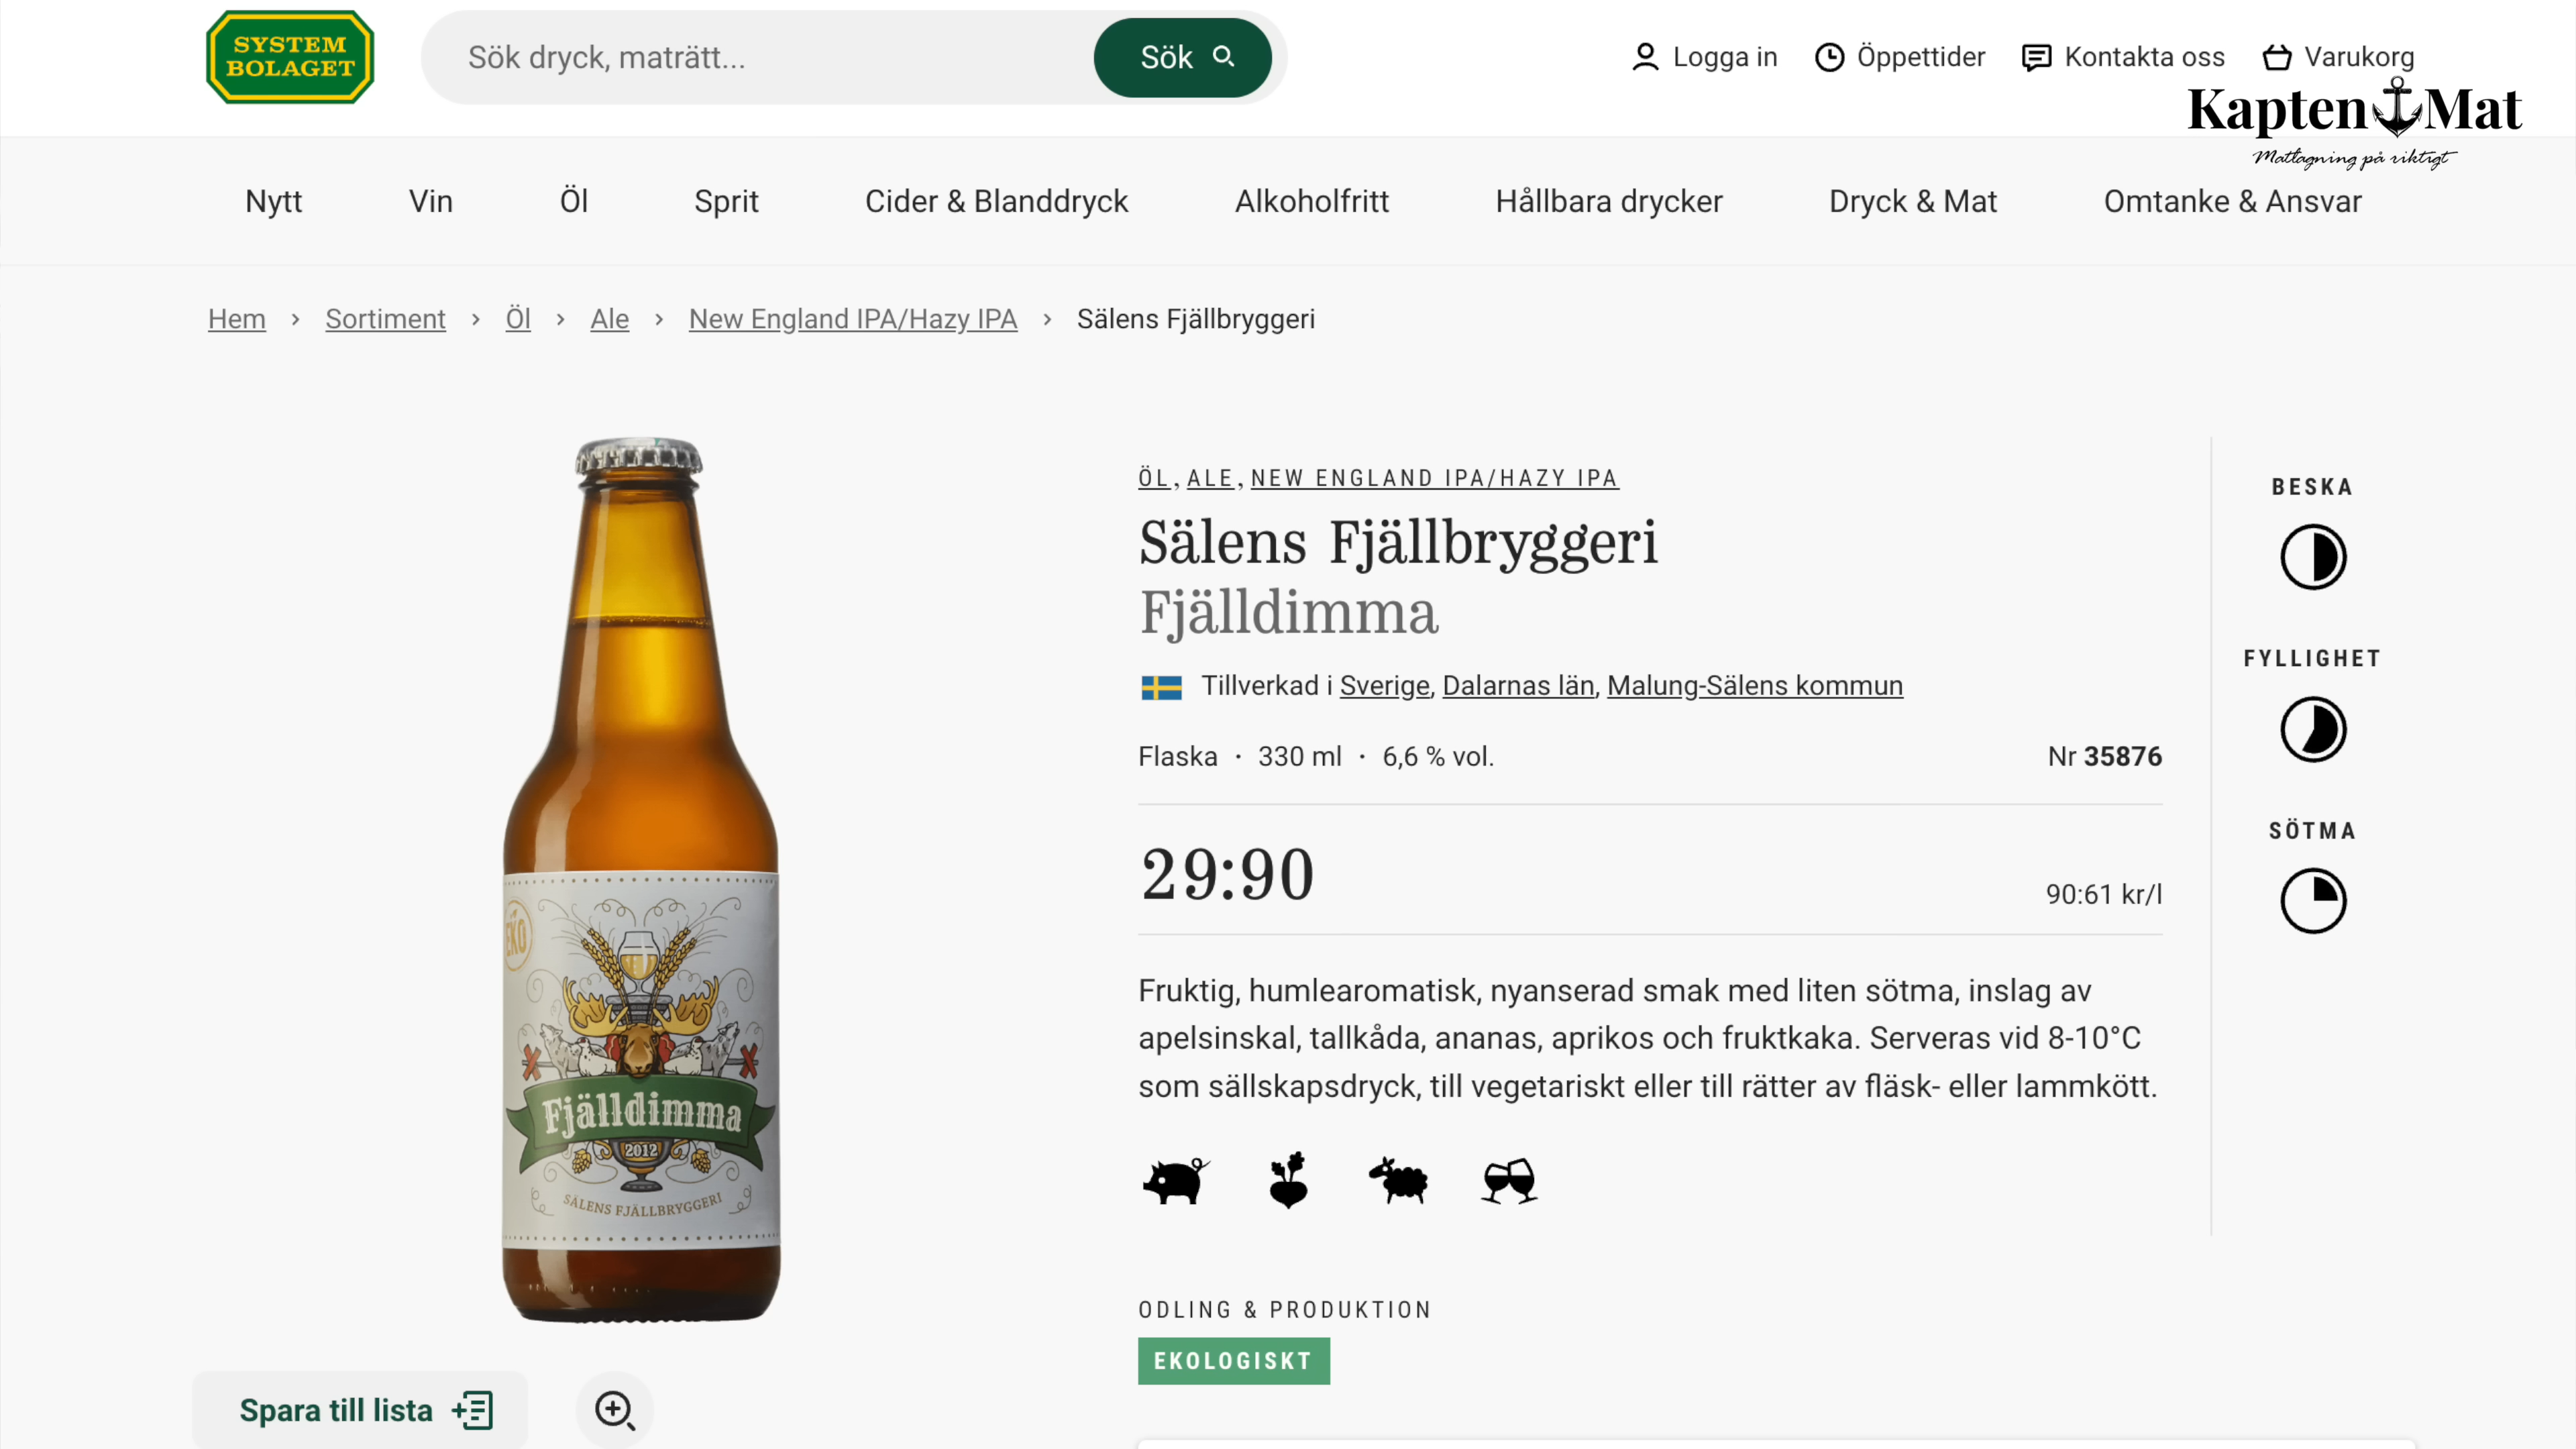 SYSTEM
BOLAGET
Sök dryck, maträtt...
Sök
Logga in
Öppettider
Kontakta oss
Varukorg
Kapten Mat
Matlagning på riktigt
Nytt
Vin
Öl
Sprit
Cider & Blanddryck
Alkoholfritt
Hållbara drycker
Dryck & Mat
Omtanke & Ansvar
Hem > Sortiment > Öl > Ale > New England IPA/Hazy IPA > Sälens Fjällbryggeri
EKO
Fjälldimma
2012
SÄLENS FJÄLLBRYGGERI
ÖL, ALE, NEW ENGLAND IPA/HAZY IPA
Sälens Fjällbryggeri
Fjälldimma
Tillverkad i Sverige, Dalarnas län, Malung-Sälens kommun
Flaska · 330 ml · 6,6 % vol.
Nr 35876
29:90
90:61 kr/l
Fruktig, humlearomatisk, nyanserad smak med liten sötma, inslag av
apelsinskal, tallkåda, ananas, aprikos och fruktkaka. Serveras vid 8-10°C
som sällskapsdryck, till vegetariskt eller till rätter av fläsk- eller lammkött.
ODLING & PRODUKTION
EKOLOGISKT
BESKA
FYLLIGHET
SÖTMA
Spara till lista